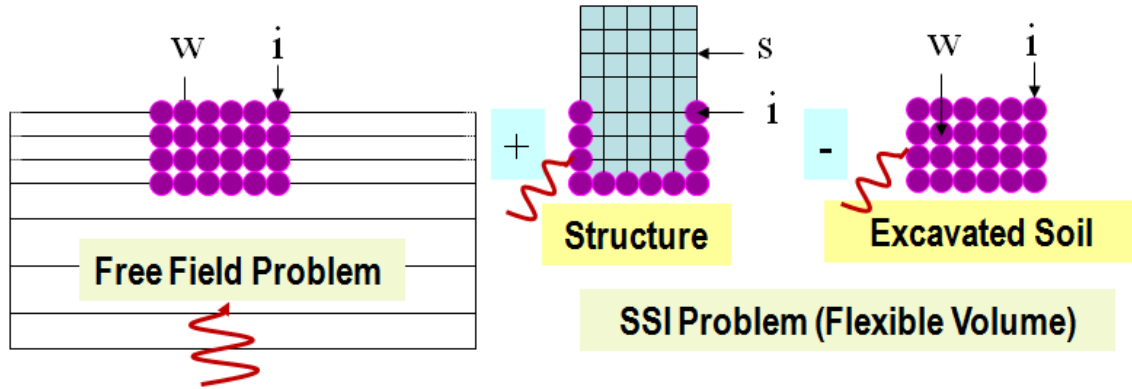 w
i
s
i
w
i
+
-
Structure
Excavated Soil
Free Field Problem
SSI Problem (Flexible Volume)